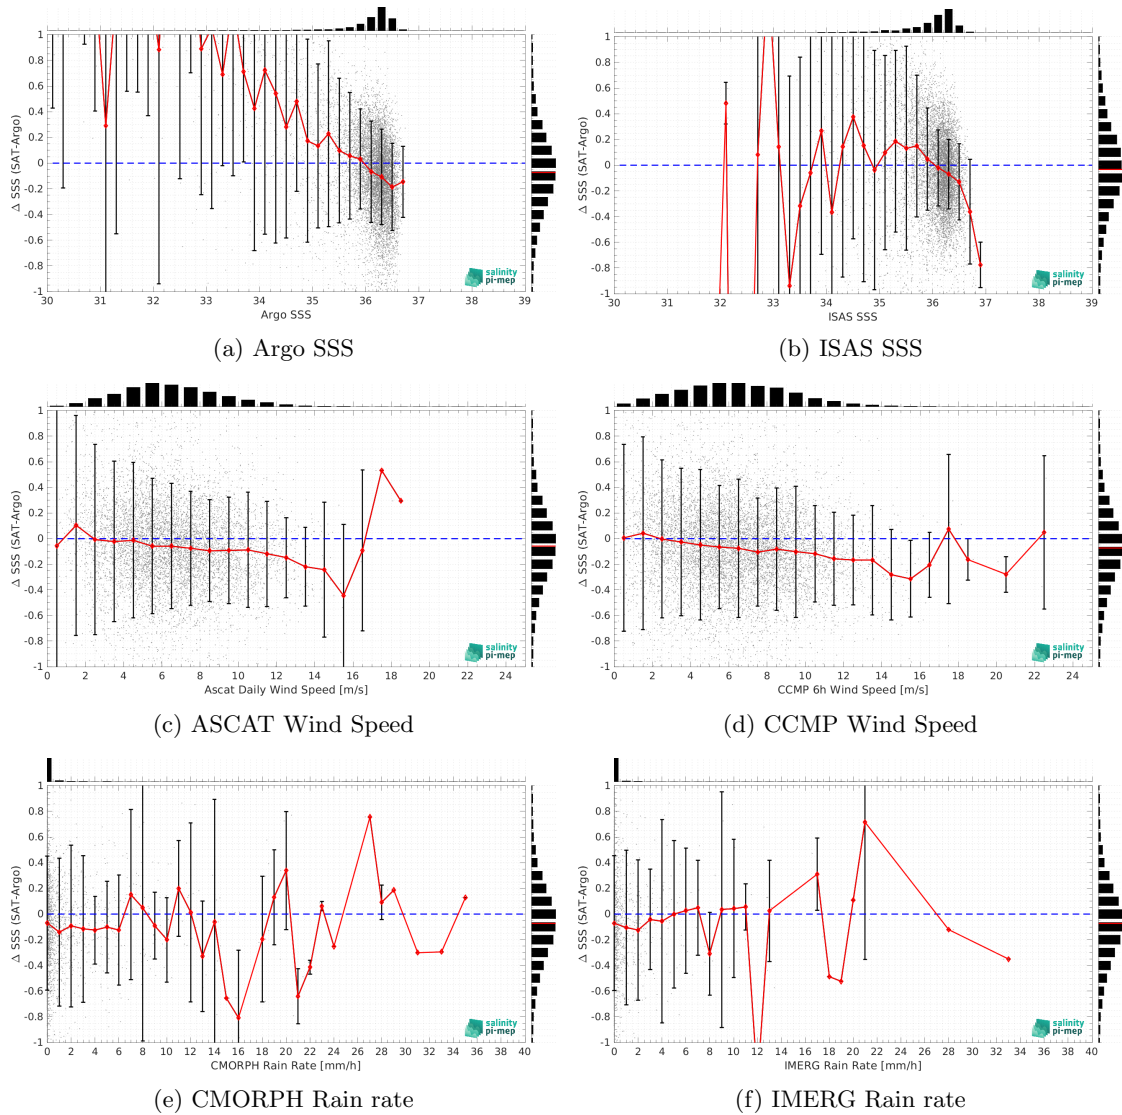 1
0.8
0.6
0.4
0.2
0
-0.2
-0.4
-0.6
-0.8
-1
Δ SSS (SAT-Argo)
30 31 32 33 34 35 36 37 38 39
Argo SSS
salinity
pi-mep
(a) Argo SSS
1
0.8
0.6
0.4
0.2
0
-0.2
-0.4
-0.6
-0.8
-1
Δ SSS (SAT-Argo)
30 31 32 33 34 35 36 37 38 39
ISAS SSS
salinity
pi-mep
(b) ISAS SSS
1
0.8
0.6
0.4
0.2
0
-0.2
-0.4
-0.6
-0.8
-1
Δ SSS (SAT-Argo)
0 2 4 6 8 10 12 14 16 18 20 22 24
Ascat Daily Wind Speed [m/s]
salinity
pi-mep
(c) ASCAT Wind Speed
1
0.8
0.6
0.4
0.2
0
-0.2
-0.4
-0.6
-0.8
-1
Δ SSS (SAT-Argo)
0 2 4 6 8 10 12 14 16 18 20 22 24
CCMP 6h Wind Speed [m/s]
salinity
pi-mep
(d) CCMP Wind Speed
1
0.8
0.6
0.4
0.2
0
-0.2
-0.4
-0.6
-0.8
-1
Δ SSS (SAT-Argo)
0 2 4 6 8 10 12 14 16 18 20 22 24 26 28 30 32 34 36 38 40
CMORPH Rain Rate [mm/h]
salinity
pi-mep
(e) CMORPH Rain rate
1
0.8
0.6
0.4
0.2
0
-0.2
-0.4
-0.6
-0.8
-1
Δ SSS (SAT-Argo)
0 2 4 6 8 10 12 14 16 18 20 22 24 26 28 30 32 34 36 38 40
IMERG Rain Rate [mm/h]
salinity
pi-mep
(f) IMERG Rain rate